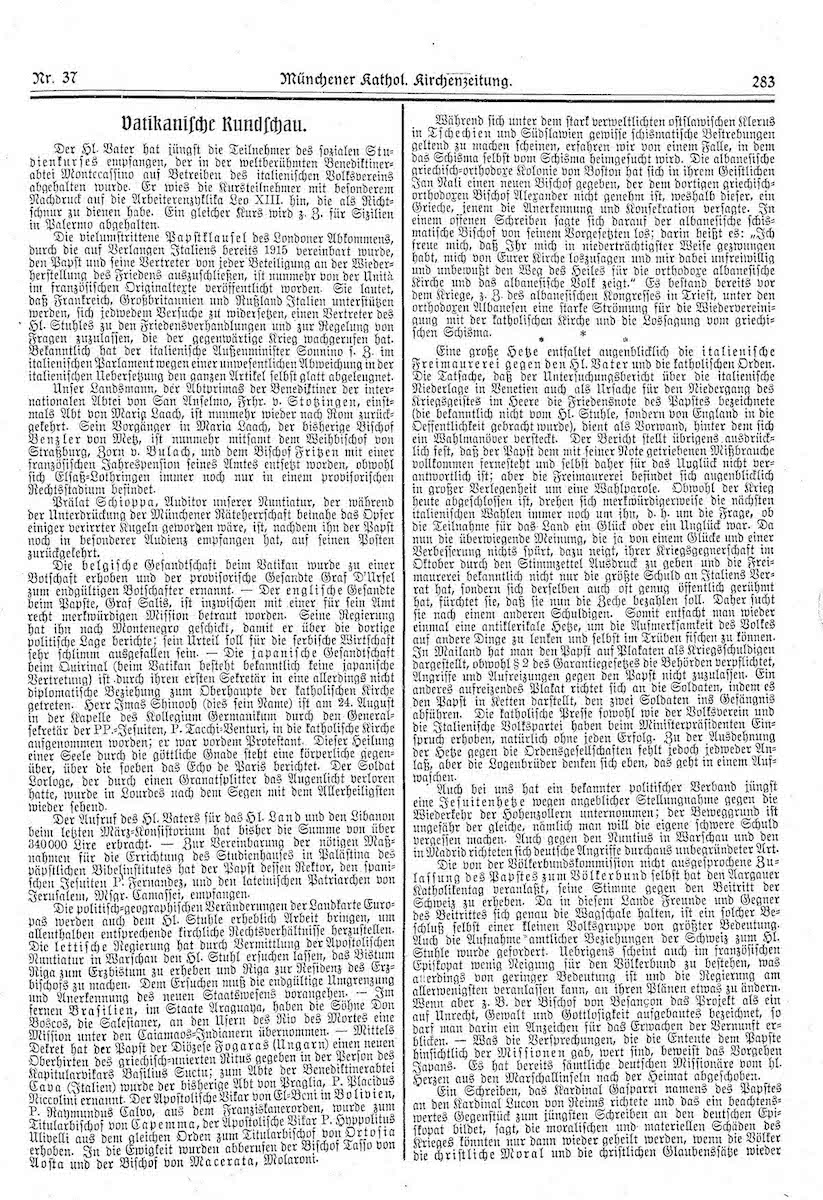 Nr. 37
Münchener Kathol. Kirchenzeitung.
283
Vatikanische Rundschau.
Der Hl. Vater hat jüngst die Teilnehmer des sozialen Stu-
dienkurses empfangen, der in der weltberühmten Benediktiner-
abtei Montecassino auf Betreiben des italienischen Volksvereins
abgehalten wurde. Er wies die Kursteilnehmer mit besonderem
Nachdruck auf die Arbeiterenzyklika Leo XIII. hin, die als Richt-
schnur zu dienen habe. Ein gleicher Kurs wird z. Z. für Sizilien
in Palermo abgehalten.
Die vielumstrittene Papstklausel des Londoner Abkommens,
durch die auf Verlangen Italiens bereits 1915 vereinbart wurde,
den Papst und seine Vertreter von jeder Beteiligung an der Wieder-
herstellung des Friedens auszuschließen, ist nunmehr von der Unita
im französischen Originaltexte veröffentlicht worden. Sie lautet,
daß Frankreich, Großbritannien und Rußland Italien unterstützen
werden, sich jedwedem Versuche zu widersetzen, einen Vertreter des
Hl. Stuhles zu den Friedensverhandlungen und zur Regelung von
Fragen zuzulassen, die der gegenwärtige Krieg wachgerufen hat.
Bekanntlich hat der italienische Außenminister Sonnino s. Z. im
italienischen Parlament wegen einer unwesentlichen Abweichung in der
italienischen Uebersetzung den ganzen Artikel selbst glatt abgeleugnet.
Unser Landsmann, der Abtprimas der Benediktiner der inter-
nationalen Abtei von San Anselmo, Frhr. v. Stotzingen, einst-
mals Abt von Maria Laach, ist nunmehr wieder nach Rom zurück-
gekehrt. Sein Vorgänger in Maria Laach, der bisherige Bischof
Benzler von Metz, ist nunmehr mitsamt dem Weihbischof von
Straßburg, Zorn v. Bulach, und dem Bischof Fritzen mit einer
französischen Jahrespension seines Amtes entsetzt worden, obwohl
sich Elsaß-Lothringen immer noch nur in einem provisorischen
Rechtsstadium befindet.
Prälat Schioppa, Auditor unserer Nuntiatur, der während
der Unterdrückung der Münchener Räteherrschaft beinahe das Opfer
einiger verirrter Kugeln geworden wäre, ist, nachdem ihn der Papst
noch in besonderer Audienz empfangen hat, auf seinen Posten
zurückgekehrt.
Die belgische Gesandtschaft beim Vatikan wurde zu einer
Botschaft erhoben und der provisorische Gesandte Graf D'Ursel
zum endgültigen Botschafter ernannt. — Der englische Gesandte
beim Papste, Graf Salis, ist inzwischen mit einer für sein Amt
recht merkwürdigen Mission betraut worden. Seine Regierung
hat ihn nach Montenegro geschickt, damit er über die dortige
politische Lage berichte; sein Urteil soll für die serbische Wirtschaft
sehr schlimm ausgefallen sein. — Die japanische Gesandtschaft
beim Quirinal (beim Vatikan besteht bekanntlich keine japanische
Vertretung) ist durch ihren ersten Sekretär in eine allerdings nicht
diplomatische Beziehung zum Oberhaupte der katholischen Kirche
getreten. Herr Imas Shinooh (dies sein Name) ist am 24. August
in der Kapelle des Kollegium Germanikum durch den General-
sekretär der PP.-Jesuiten, P. Tacchi-Venturi, in die katholische Kirche
aufgenommen worden; er war vordem Protestant. Dieser Heilung
einer Seele durch die göttliche Gnade steht eine körperliche gegen-
über, über die soeben das Echo de Paris berichtet. Der Soldat
Lorloge, der durch einen Granatsplitter das Augenlicht verloren
hatte, wurde in Lourdes nach dem Segen mit dem Allerheiligsten
wieder sehend.
Der Aufruf des Hl. Vaters für das Hl. Land und den Libanon
beim letzten März-Konsistorium hat bisher die Summe von über
340 000 Lire erbracht. — Zur Vereinbarung der nötigen Maß-
nahmen für die Errichtung des Studienhauses in Palästina des
päpstlichen Bibelinstitutes hat der Papst dessen Rektor, den spani-
schen Jesuiten P. Fernandez, und den lateinischen Patriarchen von
Jerusalem, Msgr. Camassei, empfangen.
Die politisch-geographischen Veränderungen der Landkarte Euro-
pas werden auch dem Hl. Stuhle erheblich Arbeit bringen, um
allenthalben entsprechende kirchliche Rechtsverhältnisse herzustellen.
Die lettische Regierung hat durch Vermittlung der Apostolischen
Nuntiatur in Warschau den Hl. Stuhl ersuchen lassen, das Bistum
Riga zum Erzbistum zu erheben und Riga zur Residenz des Erz-
bischofs zu machen. Dem Ersuchen muß die endgültige Umgrenzung
und Anerkennung des neuen Staatswesens vorangehen. — Im
fernen Brasilien, im Staate Araguaya, haben die Söhne Don
Boscos, die Salesianer, an den Ufern des Rio des Mortes eine
Mission unter den Caiamaos-Indianern übernommen. — Mittels
Dekret hat der Papst der Diözese Fogaras (Ungarn) einen neuen
Oberhirten des griechisch-unierten Ritus gegeben in der Person des
Kapitularvikars Basilius Suctu; zum Abte der Benediktinerabtei
Cava (Italien) wurde der bisherige Abt von Praglia, P. Placidus
Niccolini ernannt. Der Apostolische Vikar von El-Beni in Bolivien,
P. Raymundus Calvo, aus dem Franziskanerorden, wurde zum
Titularbischof von Capemma, der Apostolische Vikar P. Hyppolitus
Ulivelli aus dem gleichen Orden zum Titularbischof von Ortosia
erhoben. In die Ewigkeit wurden abberufen der Bischof Tasso von
Aosta und der Bischof von Macerata, Molaroni.
Während sich unter dem stark verweltlichten ostslawischen Klerus
in Tschechien und Südslawien gewisse schismatische Bestrebungen
geltend zu machen scheinen, erfahren wir von einem Falle, in dem
das Schisma selbst vom Schisma heimgesucht wird. Die albanesische
griechisch-orthodoxe Kolonie von Boston hat sich in ihrem Geistlichen
Jan Nali einen neuen Bischof gegeben, der dem dortigen griechisch-
orthodoxen Bischof Alexander nicht genehm ist, weshalb dieser, ein
Grieche, jenem die Anerkennung und Konsekration versagte. In
einem offenen Schreiben sagte sich darauf der albanesische schis-
matische Bischof von seinem Vorgesetzten los; darin heißt es: „Ich
freue mich, daß Ihr mich in niederträchtigster Weise gezwungen
habt, mich von Eurer Kirche loszusagen und mir dabei unfreiwillig
und unbewußt den Weg des Heiles für die orthodoxe albanesische
Kirche und das albanesische Volk zeigt.“ Es bestand bereits vor
dem Kriege, z. Z. des albanesischen Kongresses in Triest, unter den
orthodoxen Albanesen eine starke Strömung für die Wiedervereini-
gung mit der katholischen Kirche und die Lossagung vom griechi-
schen Schisma.
* * *
Eine große Hetze entfaltet augenblicklich die italienische
Freimaurerei gegen den Hl. Vater und die katholischen Orden.
Die Tatsache, daß der Untersuchungsbericht über die italienische
Niederlage in Venetien auch als Ursache für den Niedergang des
Kriegsgeistes im Heere die Friedensnote des Papstes bezeichnete
(die bekanntlich nicht vom Hl. Stuhle, sondern von England in die
Oeffentlichkeit gebracht wurde), dient als Vorwand, hinter dem sich
ein Wahlmanöver versteckt. Der Bericht stellt übrigens ausdrück-
lich fest, daß der Papst dem mit seiner Note getriebenen Mißbrauche
vollkommen fernesteht und selbst daher für das Unglück nicht ver-
antwortlich ist; aber die Freimaurerei befindet sich augenblicklich
in großer Verlegenheit um eine Wahlparole. Obwohl der Krieg
heute abgeschlossen ist, drehen sich merkwürdigerweise die nächsten
italienischen Wahlen immer noch nur um ihn, d. h. um die Frage, ob
die Teilnahme für das Land ein Glück oder ein Unglück war. Da
nun die überwiegende Meinung, die ja von einem Glücke und einer
Verbesserung nichts spürt, dazu neigt, ihrer Kriegsgegnerschaft im
Oktober durch den Stimmzettel Ausdruck zu geben und die Frei-
maurerei bekanntlich nicht nur die größte Schuld an Italiens Ver-
rat hat, sondern sich derselben auch oft genug öffentlich gerühmt
hat, fürchtet sie, daß sie nun die Zeche bezahlen soll. Daher sucht
sie nach einem anderen Schuldigen. Somit entfacht man wieder
einmal eine antiklerikale Hetze, um die Aufmerksamkeit des Volkes
auf andere Dinge zu lenken und selbst im Trüben fischen zu können.
In Mailand hat man den Papst auf Plakaten als Kriegsschuldigen
dargestellt, obwohl § 2 des Garantiegesetzes die Behörden verpflichtet,
Angriffe und Aufreizungen gegen den Papst nicht zuzulassen. Ein
anderes aufreizendes Plakat richtet sich an die Soldaten, indem es
den Papst in Ketten darstellt, den zwei Soldaten ins Gefängnis
abführen. Die katholische Presse sowohl wie der Volksverein und
die Italienische Volkspartei haben beim Ministerpräsidenten Ein-
spruch erhoben, natürlich ohne jeden Erfolg. Zu der Ausdehnung
der Hetze gegen die Ordensgesellschaften fehlt jedoch jedweder An-
laß, aber die Logenbrüder denken sich eben, das geht in einem Auf-
waschen.
Auch bei uns hat ein bekannter politischer Verband jüngst
eine Jesuitenhetze wegen angeblicher Stellungnahme gegen die
Wiederkehr der Hohenzollern unternommen; der Beweggrund ist
ungefähr der gleiche, nämlich man will die eigene schwere Schuld
vergessen machen. Auch gegen den Nuntius in Warschau und den
in Madrid richteten sich deutsche Angriffe durchaus unbegründeter Art.
Die von der Völkerbundskommission nicht ausgesprochene Zu-
lassung des Papstes zum Völkerbund selbst hat den Aargauer
Katholikentag veranlaßt, seine Stimme gegen den Beitritt der
Schweiz zu erheben. Da in diesem Lande Freunde und Gegner
des Beitrittes sich genau die Wagschale halten, ist ein solcher Be-
schluß selbst einer kleinen Volksgruppe von größter Bedeutung.
Auch die Aufnahme amtlicher Beziehungen der Schweiz zum Hl.
Stuhle wurde gefordert. Uebrigens scheint auch im französischen
Episkopat wenig Neigung für den Völkerbund zu bestehen, was
allerdings von geringer Bedeutung ist und die Regierung am
allerwenigsten veranlassen kann, an ihren Plänen etwas zu ändern.
Wenn aber z. B. der Bischof von Besançon das Projekt als ein
auf Unrecht, Gewalt und Gottlosigkeit aufgebautes bezeichnet, so
darf man darin ein Anzeichen für das Erwachen der Vernunft er-
blicken. — Was die Versprechungen, die die Entente dem Papste
hinsichtlich der Missionen gab, wert sind, beweist das Vorgehen
Japans. Es hat bereits sämtliche deutschen Missionäre vom hl.
Herzen aus den Marschallinseln nach der Heimat abgeschoben.
Ein Schreiben, das Kardinal Gasparri namens des Papstes
an den Kardinal Lucon von Reims richtete und das ein beachtens-
wertes Gegenstück zum jüngsten Schreiben an den deutschen Epi-
skopat bildet, sagt, die moralischen und materiellen Schäden des
Krieges könnten nur dann wieder geheilt werden, wenn die Völker
die christliche Moral und die christlichen Glaubenssätze wieder